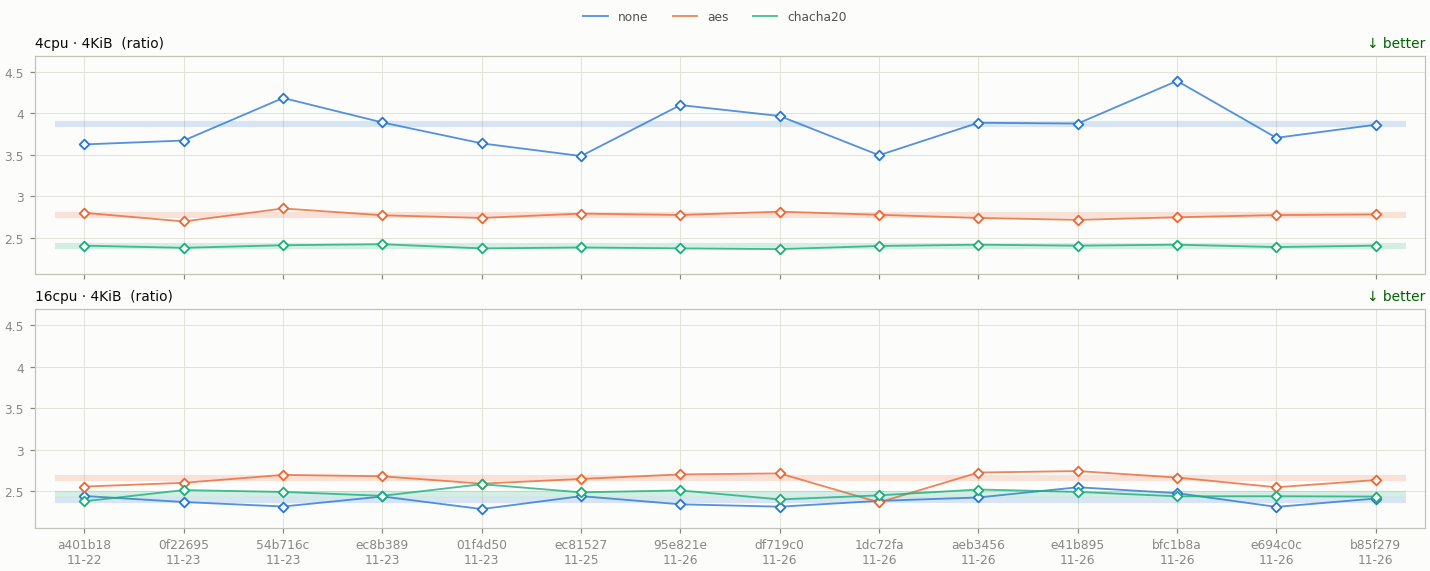 none aes chacha20
4cpu · 4KiB (ratio) ↓ better
4.5
4
3.5
3
2.5
16cpu · 4KiB (ratio) ↓ better
4.5
4
3.5
3
2.5
a401b18 0f22695 54b716c ec8b389 01f4d50 ec81527 95e821e df719c0 1dc72fa aeb3456 e41b895 bfc1b8a e694c0c b85f279
11-22 11-23 11-23 11-23 11-23 11-25 11-26 11-26 11-26 11-26 11-26 11-26 11-26 11-26